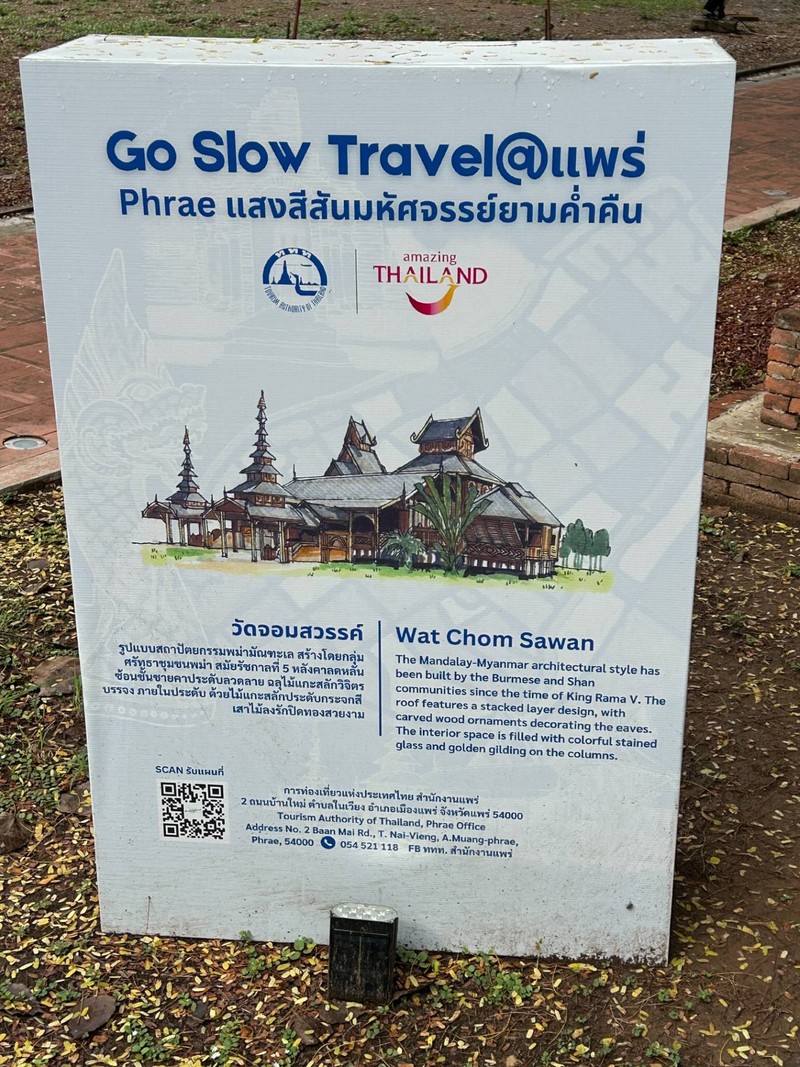 Go Slow Travel@แพร่
Phrae แสงสีสันมหัศจรรย์ยามค่ำคืน
ททท
TOURISM AUTHORITY OF THAILAND
amazing
THAILAND
วัดจอมสวรรค์
รูปแบบสถาปัตยกรรมพม่ามัณฑะเล สร้างโดยกลุ่ม
ศรัทธาชุมชนพม่า สมัยรัชกาลที่ 5 หลังคาลดหลั่น
ซ้อนชั้นชายคาประดับลวดลาย ฉลุไม้แกะสลักวิจิตร
บรรจง ภายในประดับ ด้วยไม้แกะสลักประดับกระจกสี
เสาไม้ลงรักปิดทองสวยงาม
Wat Chom Sawan
The Mandalay-Myanmar architectural style has
been built by the Burmese and Shan
communities since the time of King Rama V. The
roof features a stacked layer design, with
carved wood ornaments decorating the eaves.
The interior space is filled with colorful stained
glass and golden gilding on the columns.
SCAN รับแผนที่
การท่องเที่ยวแห่งประเทศไทย สำนักงานแพร่
2 ถนนบ้านใหม่ ตำบลในเวียง อำเภอเมืองแพร่ จังหวัดแพร่ 54000
Tourism Authority of Thailand, Phrae Office
Address No. 2 Baan Mai Rd., T. Nai-Vieng, A.Muang-phrae,
Phrae, 54000 054 521 118 FB ททท. สำนักงานแพร่